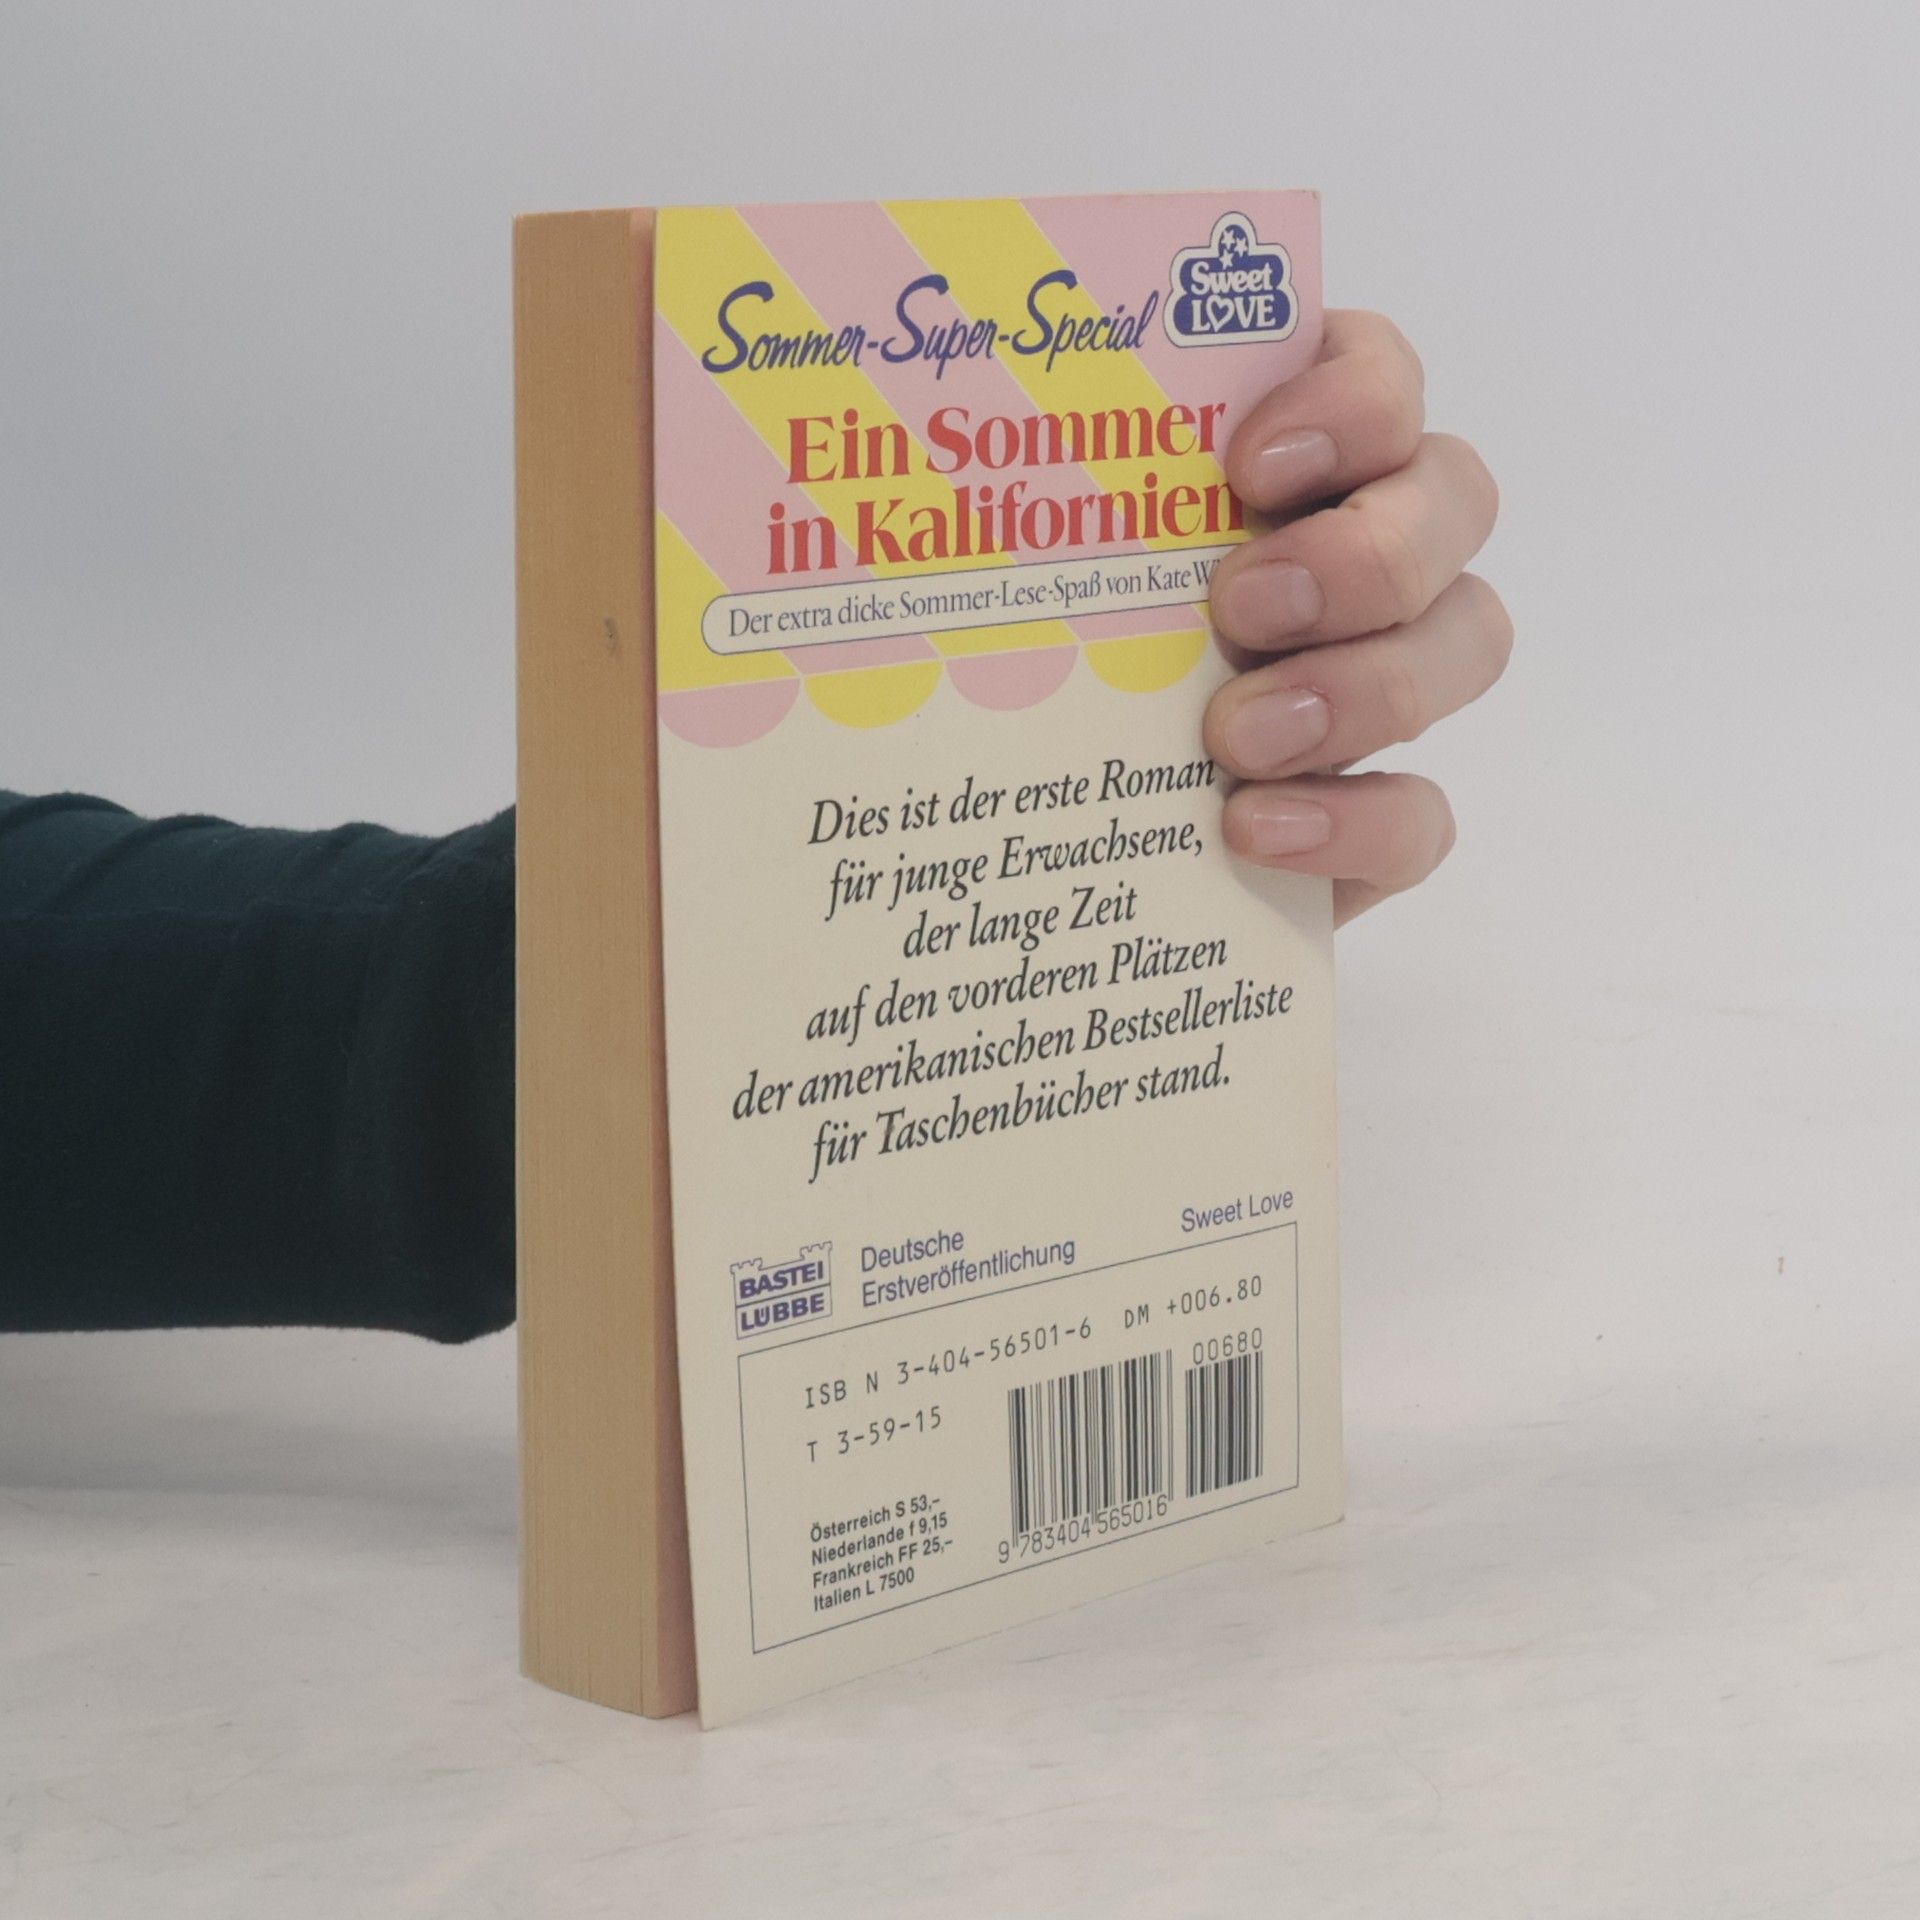 Sommer-Super-Special
Sweet
LOVE
Ein Sommer
in Kalifornien
Der extra dicke Sommer-Lese-Spaß von Kate
Dies ist der erste Roman
für junge Erwachsene,
der lange Zeit
auf den vorderen Plätzen
der amerikanischen Bestsellerliste
für Taschenbücher stand.
BASTEI
LÜBBE
Deutsche
Erstveröffentlichung
Sweet Love
ISB N 3-404-56501-6 DM +006.80
T 3-59-15
00680
Österreich S 53,-
Niederlande f 9,15
Frankreich FF 25,-
Italien L 7500
9 783404 565016